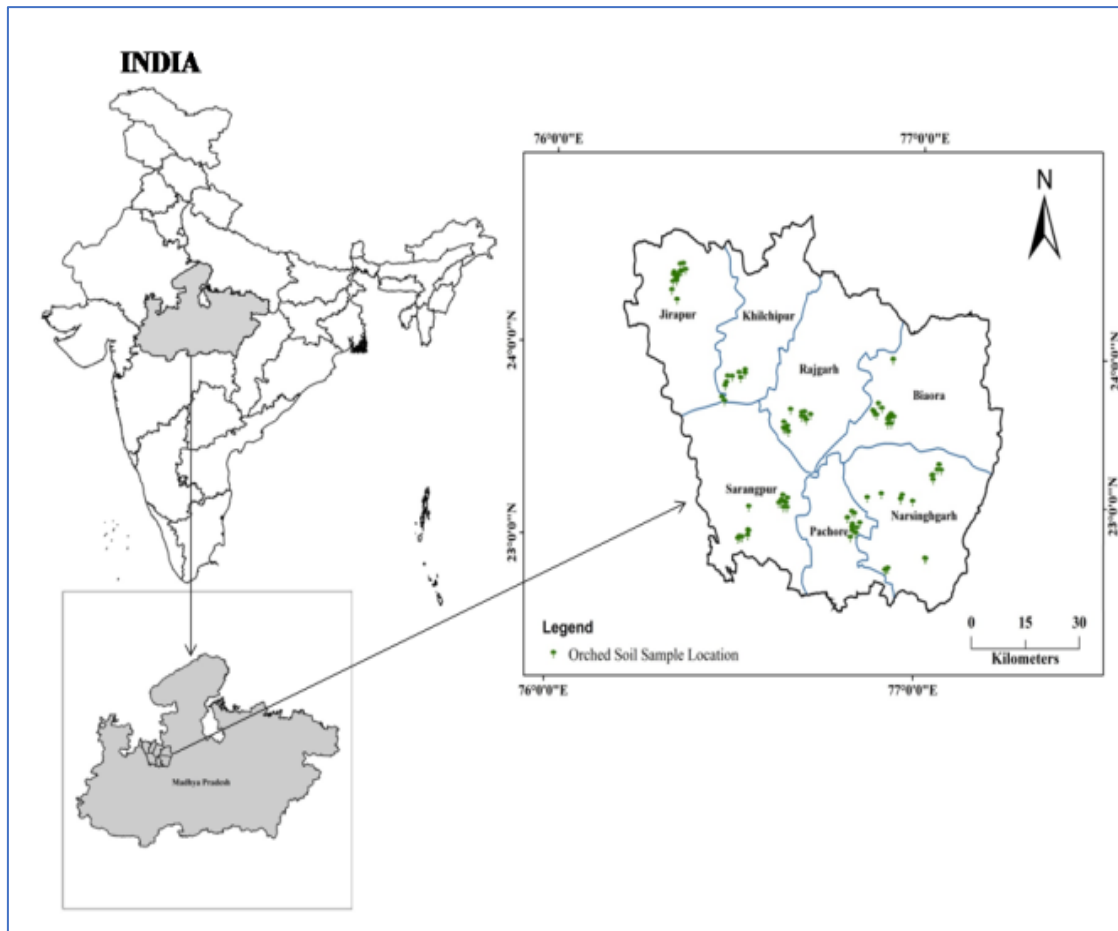 INDIA
76°0'0"E
77°0'0"E
N
Jirapur
Khilchipur
24°0'0"N
24°0'0"N
Rajgarh
Biaora
Sarangpur
Narsinghgarh
23°0'0"N
23°0'0"N
Pachore
Legend
Orched Soil Sample Location
0 15 30
Kilometers
76°0'0"E
77°0'0"E
Madhya Pradesh